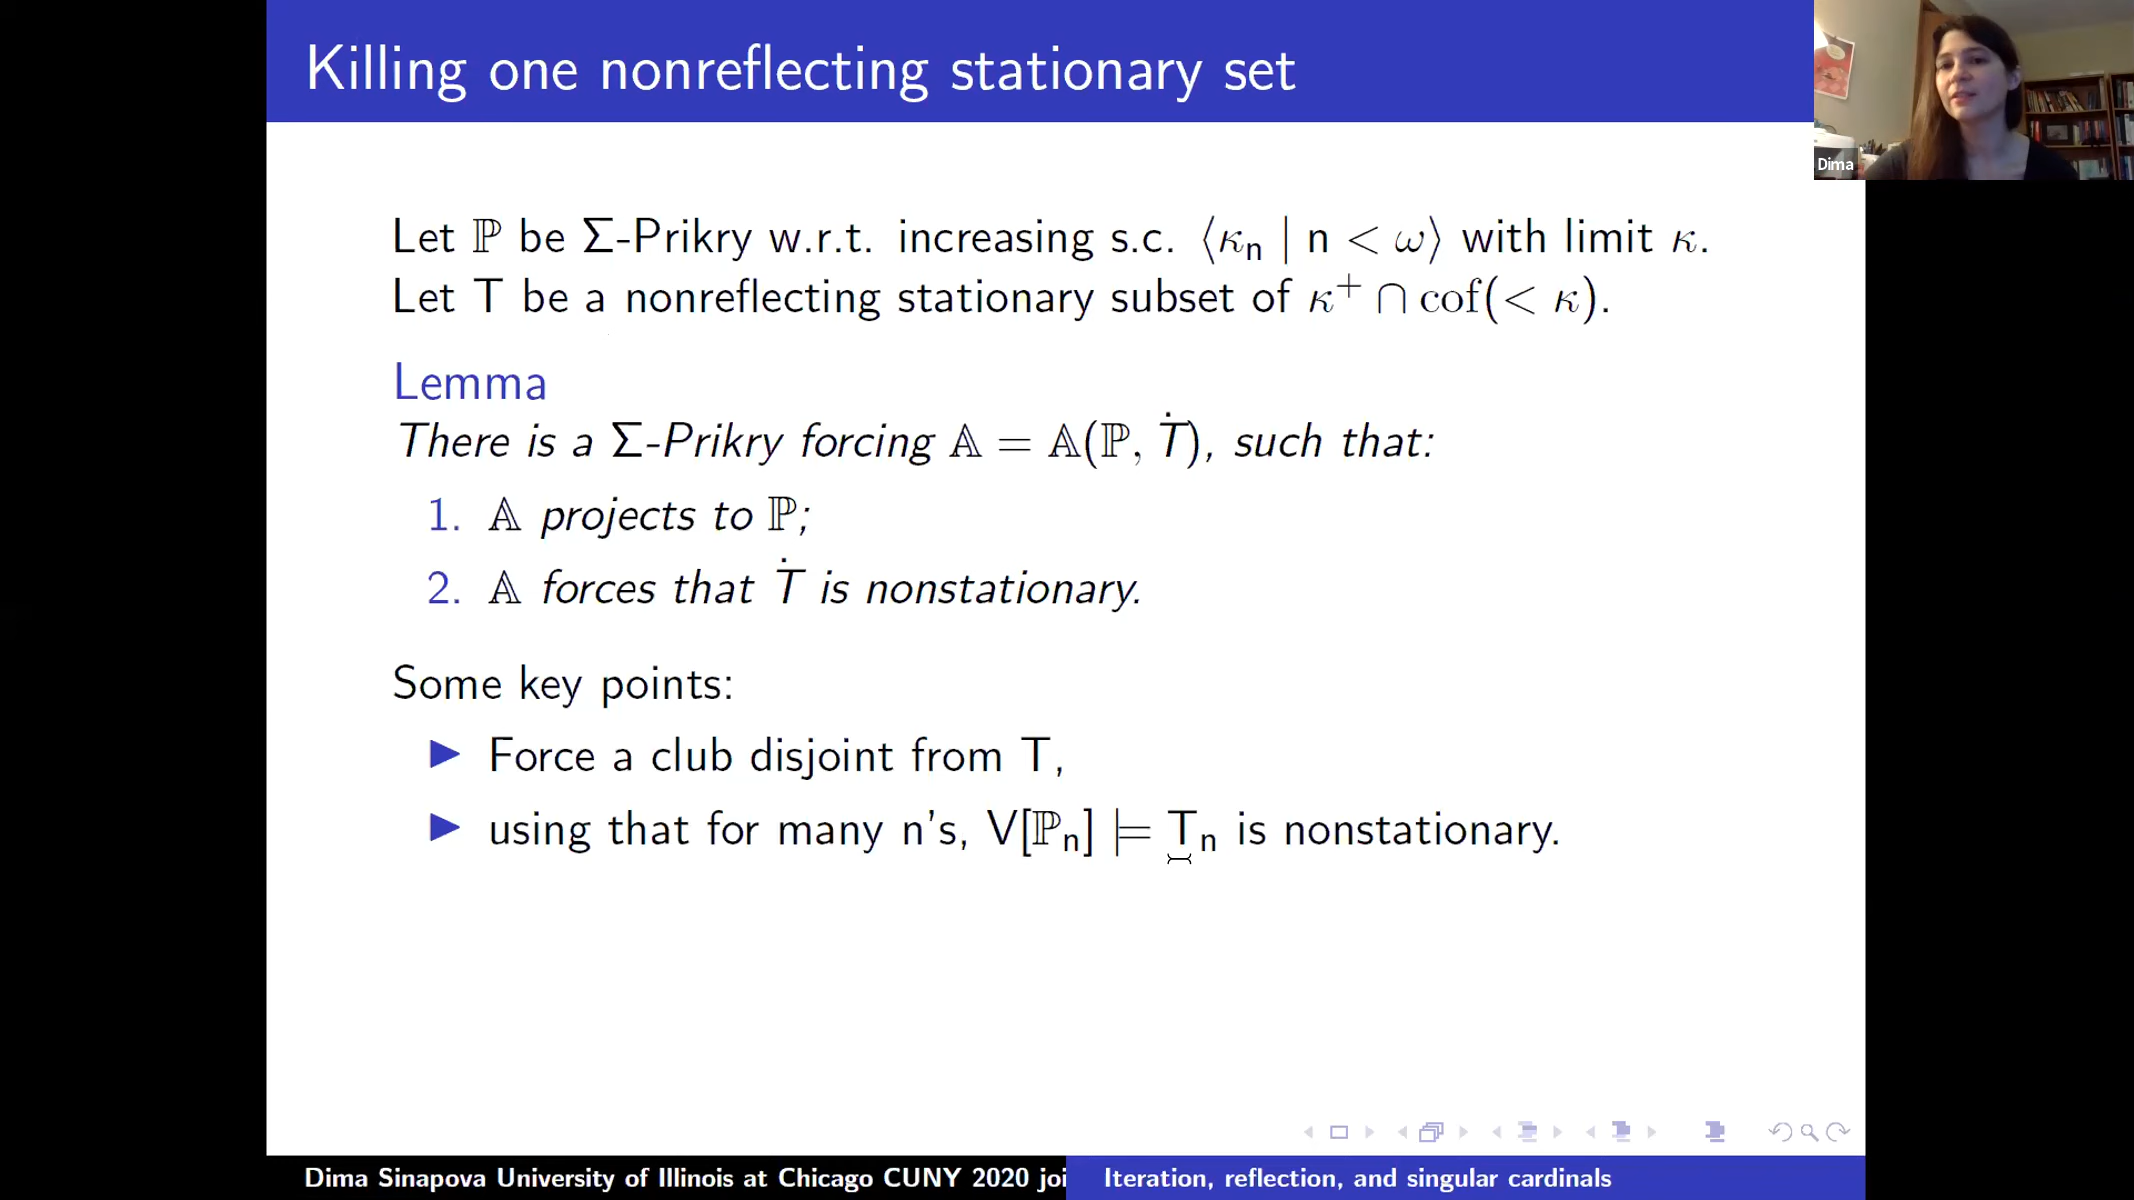 Killing one nonreflecting stationary set
Dima
Let ℙ be Σ-Prikry w.r.t. increasing s.c. ⟨κₙ | n < ω⟩ with limit κ.
Let T be a nonreflecting stationary subset of κ⁺ ∩ cof(< κ).
Lemma
There is a Σ-Prikry forcing 𝔸 = 𝔸(ℙ, Ṫ), such that:
1. 𝔸 projects to ℙ;
2. 𝔸 forces that Ṫ is nonstationary.
Some key points:
▶ Force a club disjoint from T,
▶ using that for many n's, V[ℙₙ] ⊨ T̰ₙ is nonstationary.
Dima Sinapova University of Illinois at Chicago CUNY 2020 joi
Iteration, reflection, and singular cardinals